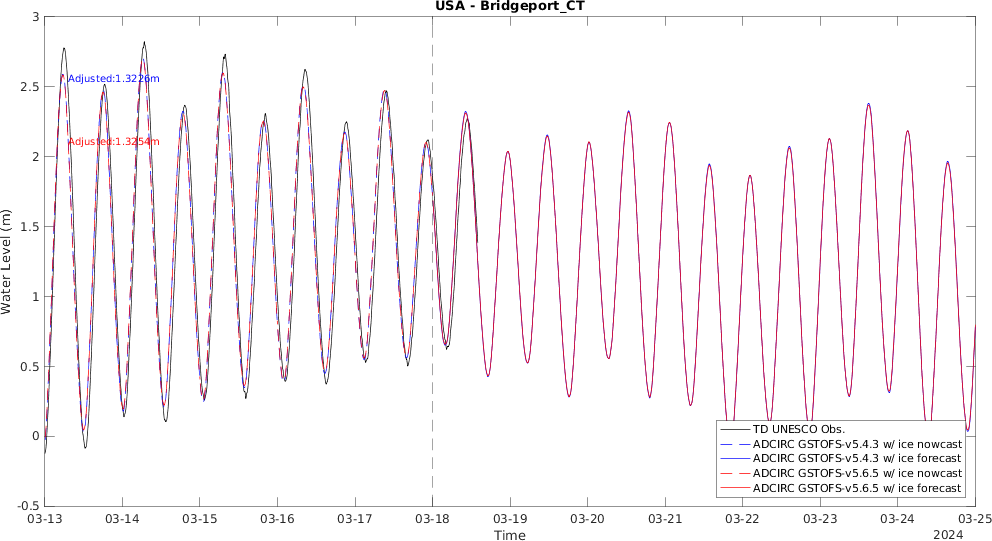 USA - Bridgeport_CT
3
2.5
2
1.5
1
0.5
0
-0.5
Water Level (m)
Adjusted:1.3226m
Adjusted:1.3254m
TD UNESCO Obs.
ADCIRC GSTOFS-v5.4.3 w/ ice nowcast
ADCIRC GSTOFS-v5.4.3 w/ ice forecast
ADCIRC GSTOFS-v5.6.5 w/ ice nowcast
ADCIRC GSTOFS-v5.6.5 w/ ice forecast
03-13 03-14 03-15 03-16 03-17 03-18 03-19 03-20 03-21 03-22 03-23 03-24 03-25
Time
2024